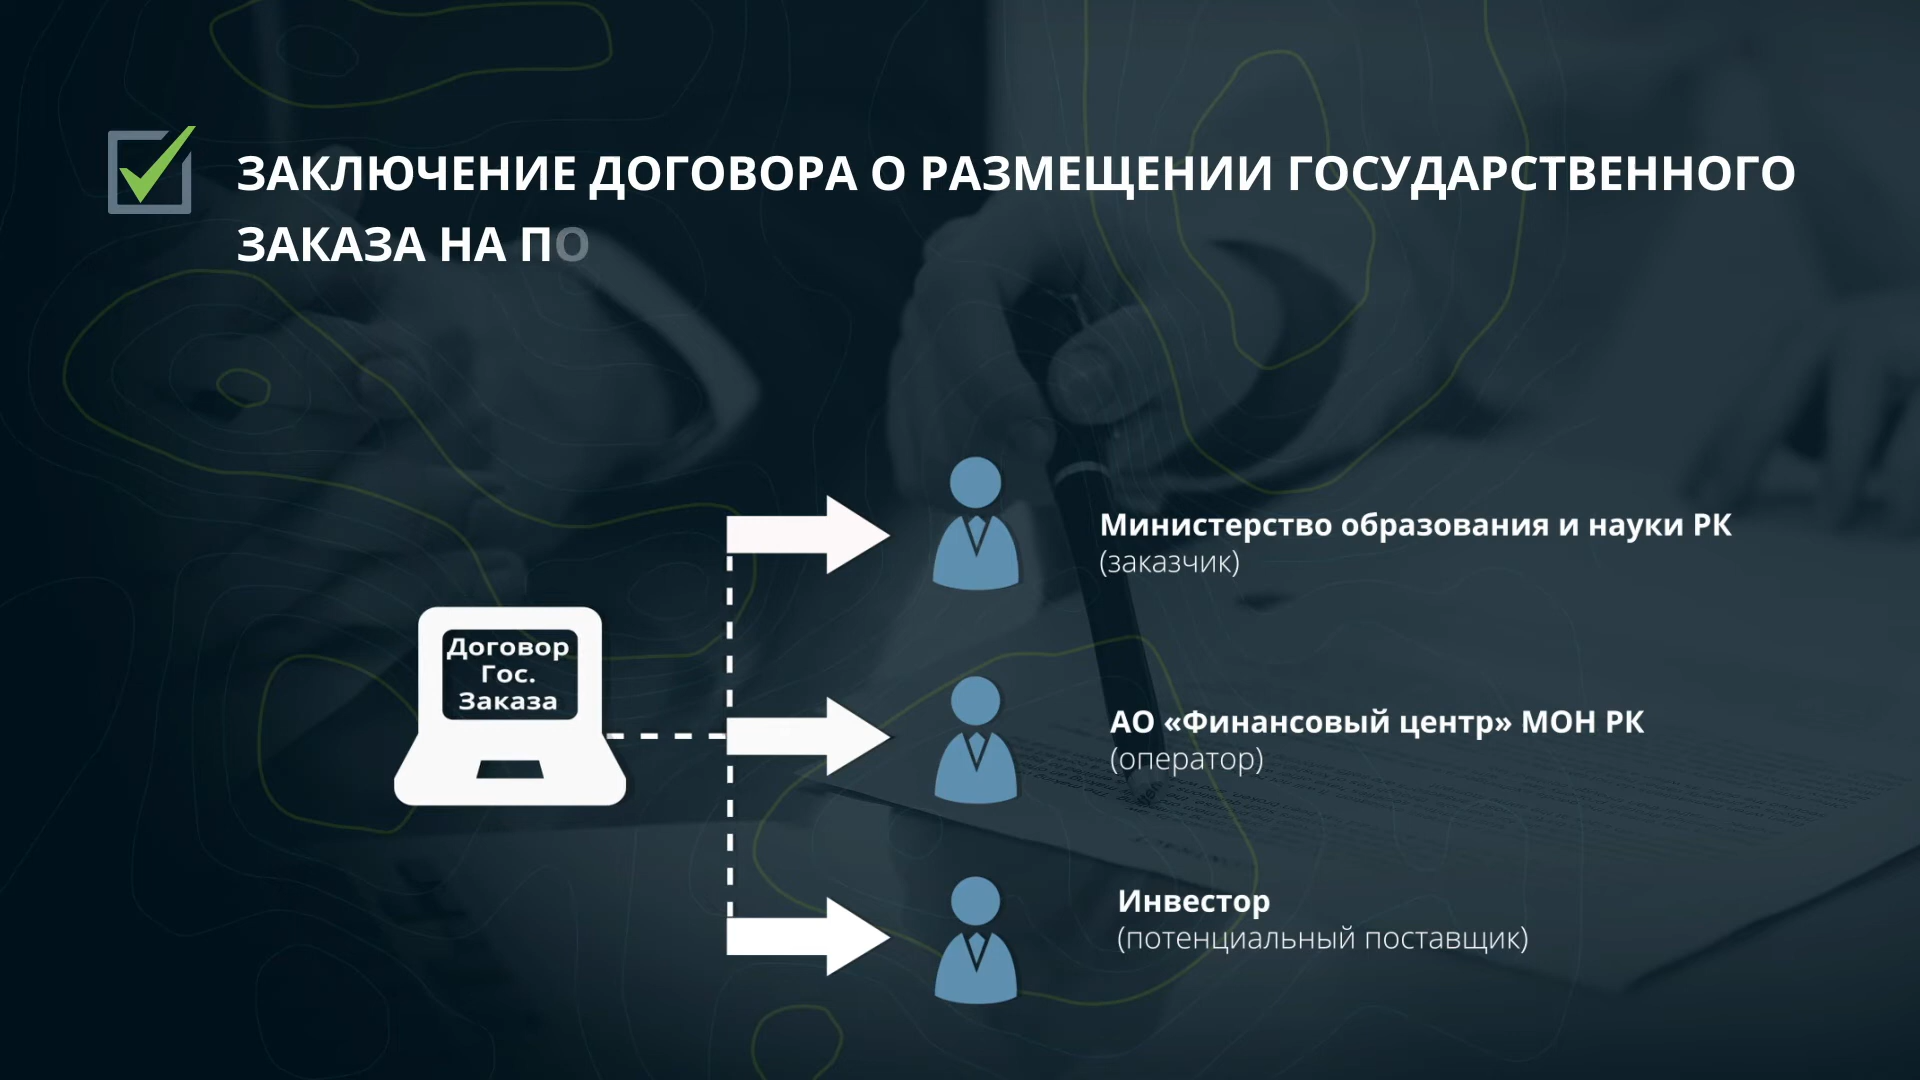 ЗАКЛЮЧЕНИЕ ДОГОВОРА О РАЗМЕЩЕНИИ ГОСУДАРСТВЕННОГО
ЗАКАЗА НА ПО
Министерство образования и науки РК
(заказчик)
Договор
Гос.
Заказа
АО «Финансовый центр» МОН РК
(оператор)
Инвестор
(потенциальный поставщик)